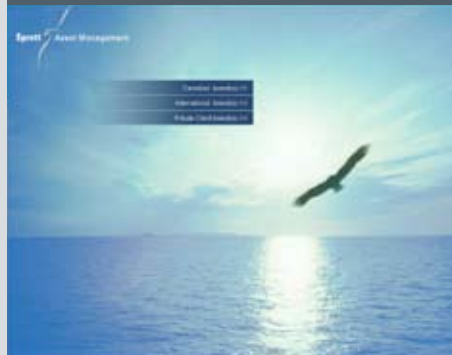 Sprott Asset Management
Canadian Investors >>
International Investors >>
Private Client Investors >>